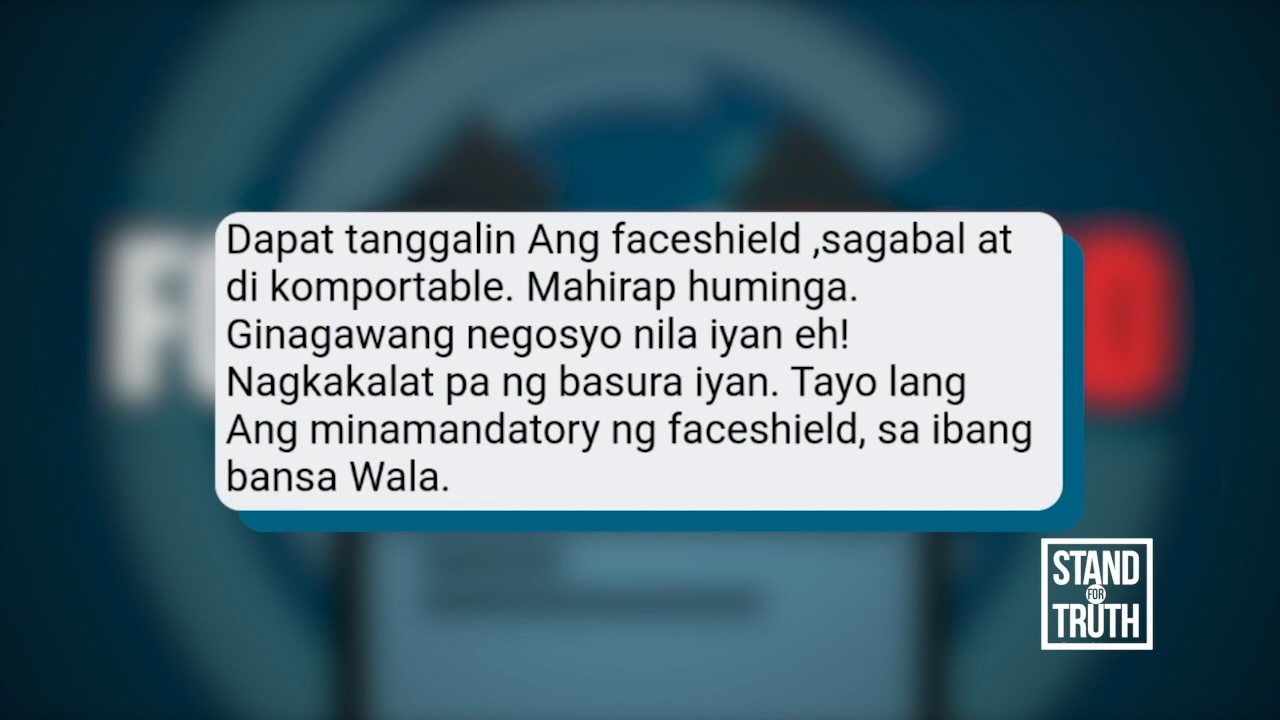 Dapat tanggalin Ang faceshield ,sagabal at
di komportable. Mahirap huminga.
Ginagawang negosyo nila iyan eh!
Nagkakalat pa ng basura iyan. Tayo lang
Ang minamandatory ng faceshield, sa ibang
bansa Wala.
STAND
FOR
TRUTH